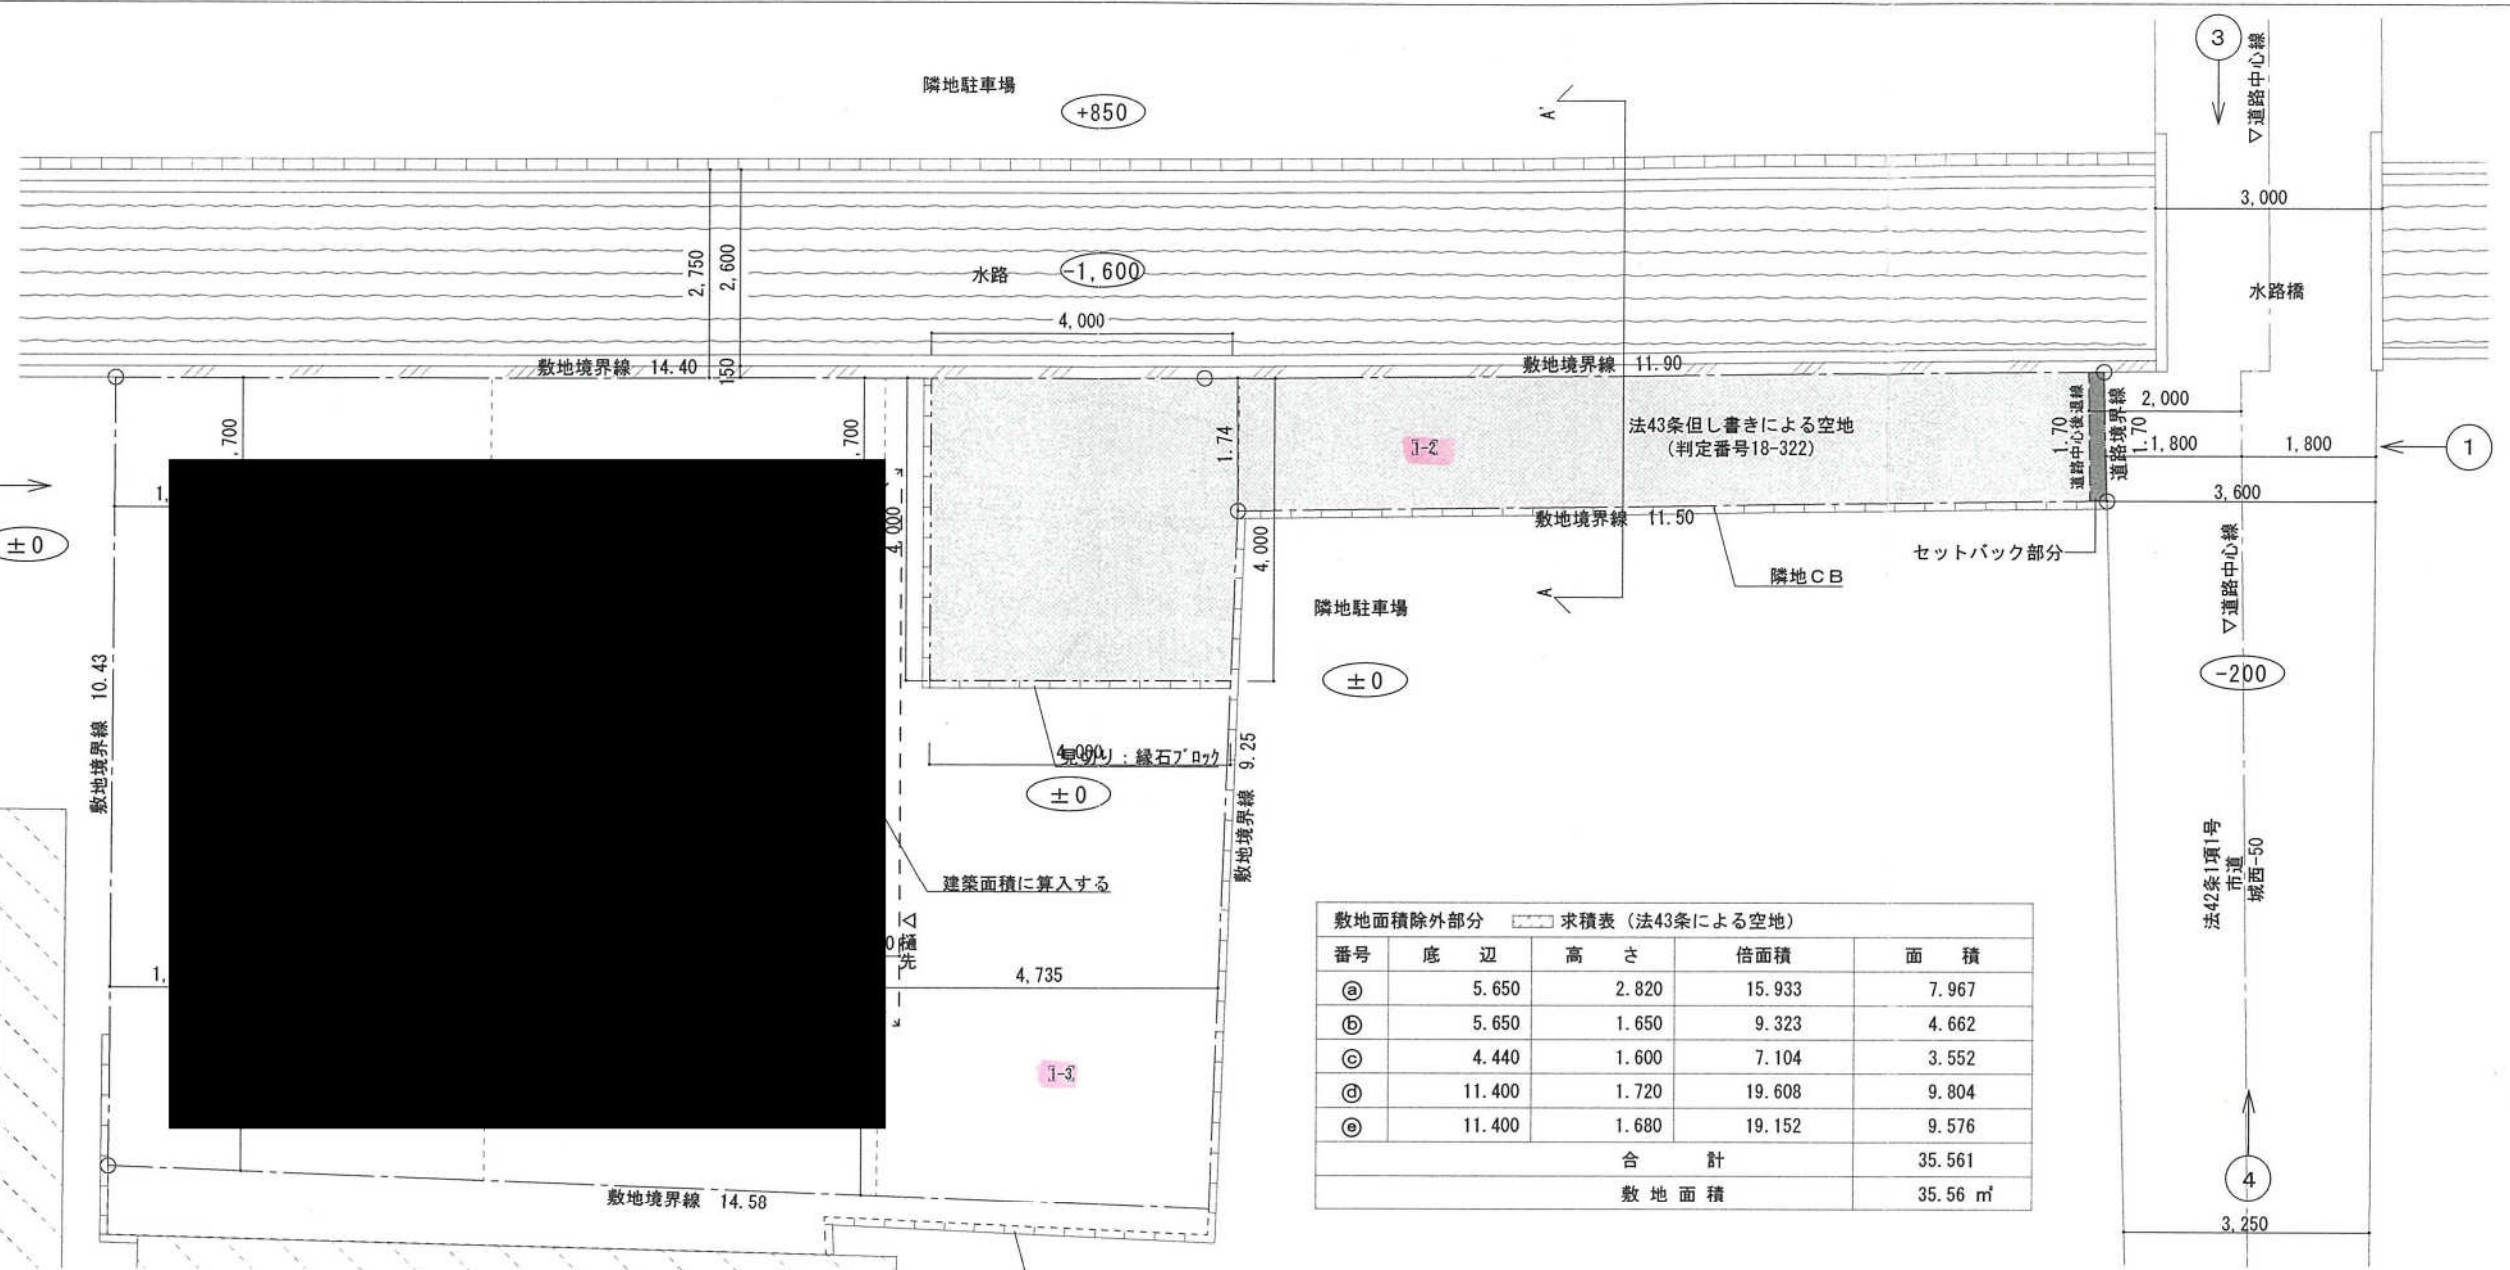 隣地駐車場
+850
A'
3
▽道路中心線
3,000
2,750
2,600
水路
-1,600
水路橋
4,000
敷地境界線 14.40
150
敷地境界線 11.90
,700
,700
1.74
法43条但し書きによる空地
(判定番号18-322)
1-2
1.70
道路中心後退線
道路境界線
1.70
2,000
1,800
1,800
1
3,600
1,
±0
4,000
4,000
敷地境界線 11.50
セットバック部分
隣地CB
A
隣地駐車場
±0
▽道路中心線
-200
敷地境界線 10.43
4,000
見切り:縁石ブロック
±0
敷地境界線 9.25
建築面積に算入する
▽樋先
0
1,
4,735
1-3
敷地境界線 14.58
法42条1項1号
市道
城西-50
敷地面積除外部分 求積表(法43条による空地)
番号 底 辺 高 さ 倍面積 面 積
ⓐ 5.650 2.820 15.933 7.967
ⓑ 5.650 1.650 9.323 4.662
ⓒ 4.440 1.600 7.104 3.552
ⓓ 11.400 1.720 19.608 9.804
ⓔ 11.400 1.680 19.152 9.576
合 計 35.561
敷 地 面 積 35.56 ㎡
4
3,250